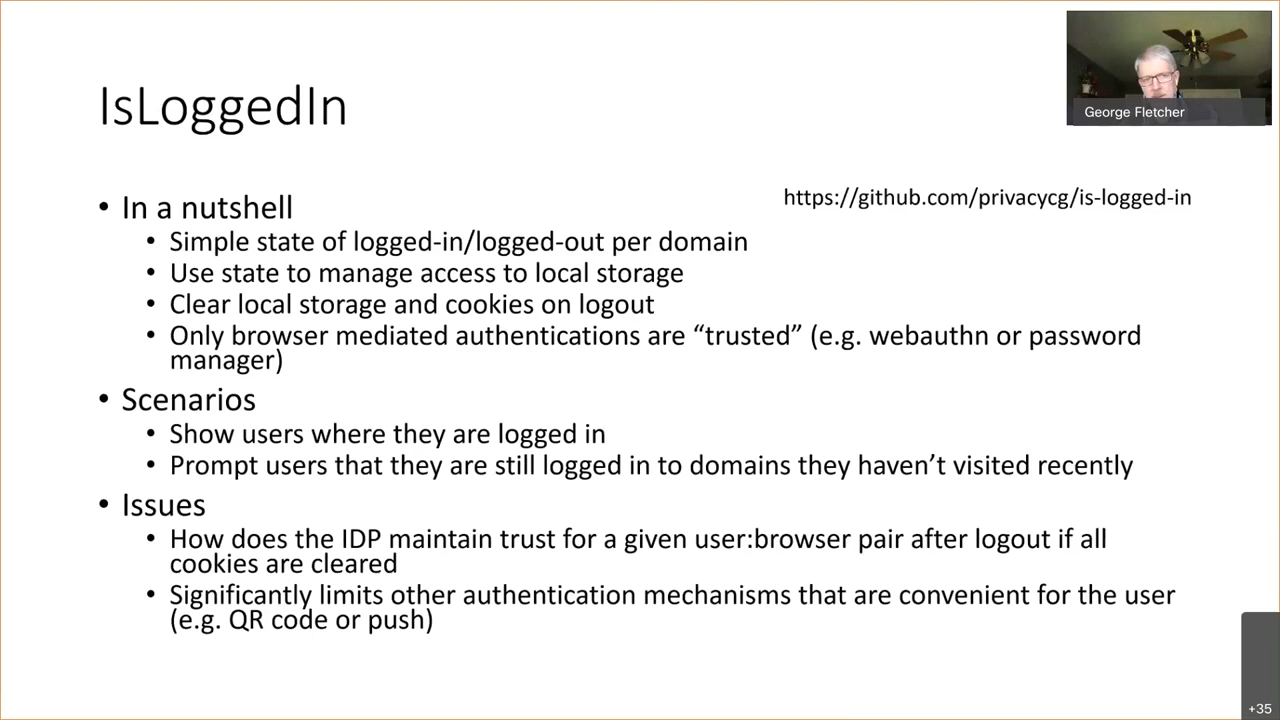 George Fletcher
IsLoggedIn
https://github.com/privacycg/is-logged-in
• In a nutshell
• Simple state of logged-in/logged-out per domain
• Use state to manage access to local storage
• Clear local storage and cookies on logout
• Only browser mediated authentications are “trusted” (e.g. webauthn or password
manager)
• Scenarios
• Show users where they are logged in
• Prompt users that they are still logged in to domains they haven’t visited recently
• Issues
• How does the IDP maintain trust for a given user:browser pair after logout if all
cookies are cleared
• Significantly limits other authentication mechanisms that are convenient for the user
(e.g. QR code or push)
+35